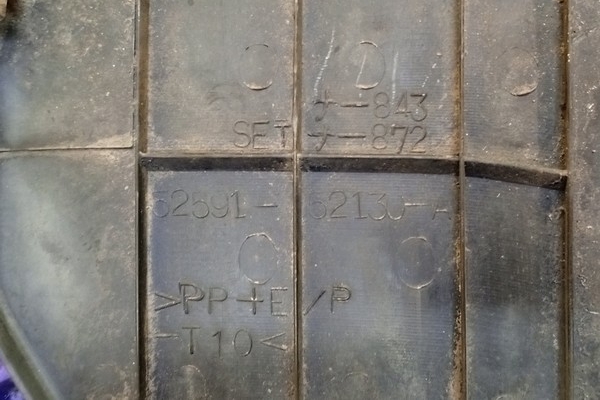 ナ-843
SET ナ-872
52591- 52130-A
>PP+E/P
-T10<